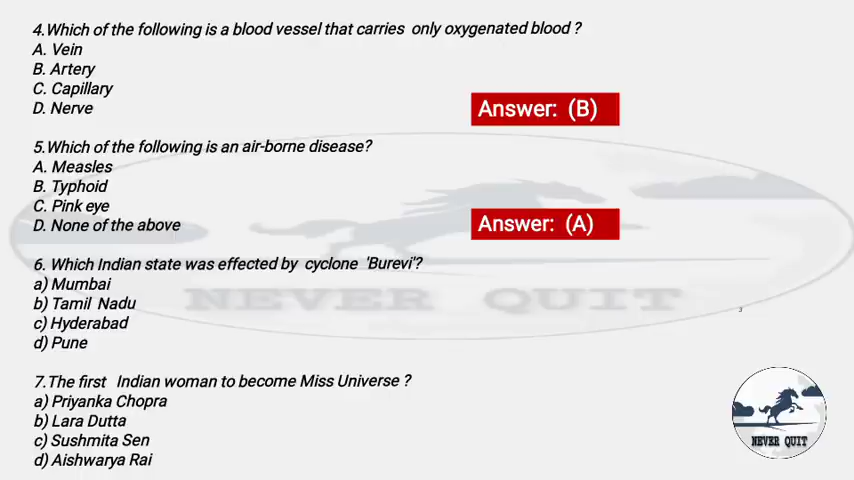 4.Which of the following is a blood vessel that carries only oxygenated blood ?
A. Vein
B. Artery
C. Capillary
D. Nerve
Answer: (B)
5.Which of the following is an air-borne disease?
A. Measles
B. Typhoid
C. Pink eye
D. None of the above
Answer: (A)
6. Which Indian state was effected by cyclone 'Burevi'?
a) Mumbai
b) Tamil Nadu
c) Hyderabad
d) Pune
NEVER QUIT
3
7.The first Indian woman to become Miss Universe ?
a) Priyanka Chopra
b) Lara Dutta
c) Sushmita Sen
d) Aishwarya Rai
NEVER QUIT